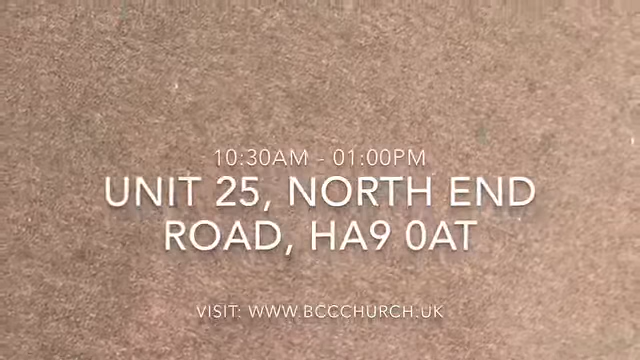 10:30AM - 01:00PM
UNIT 25, NORTH END
ROAD, HA9 0AT
VISIT: WWW.BCCCHURCH.UK